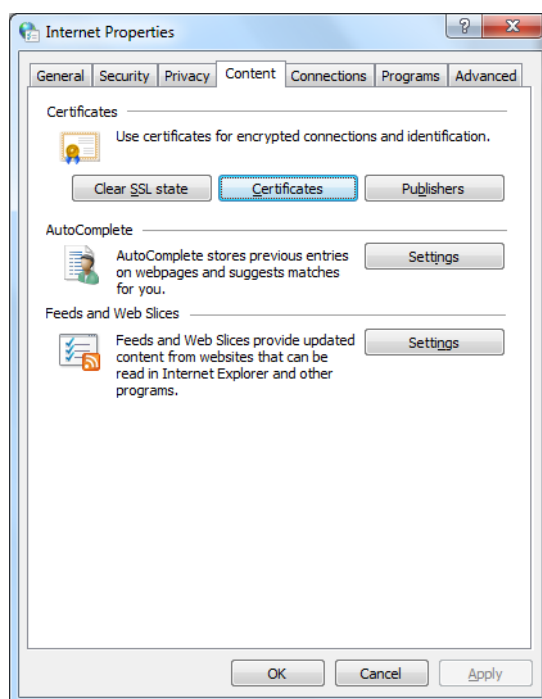 Internet Properties
? X
General Security Privacy Content Connections Programs Advanced
Certificates
Use certificates for encrypted connections and identification.
Clear SSL state Certificates Publishers
AutoComplete
AutoComplete stores previous entries Settings
on webpages and suggests matches
for you.
Feeds and Web Slices
Feeds and Web Slices provide updated Settings
content from websites that can be
read in Internet Explorer and other
programs.
OK Cancel Apply